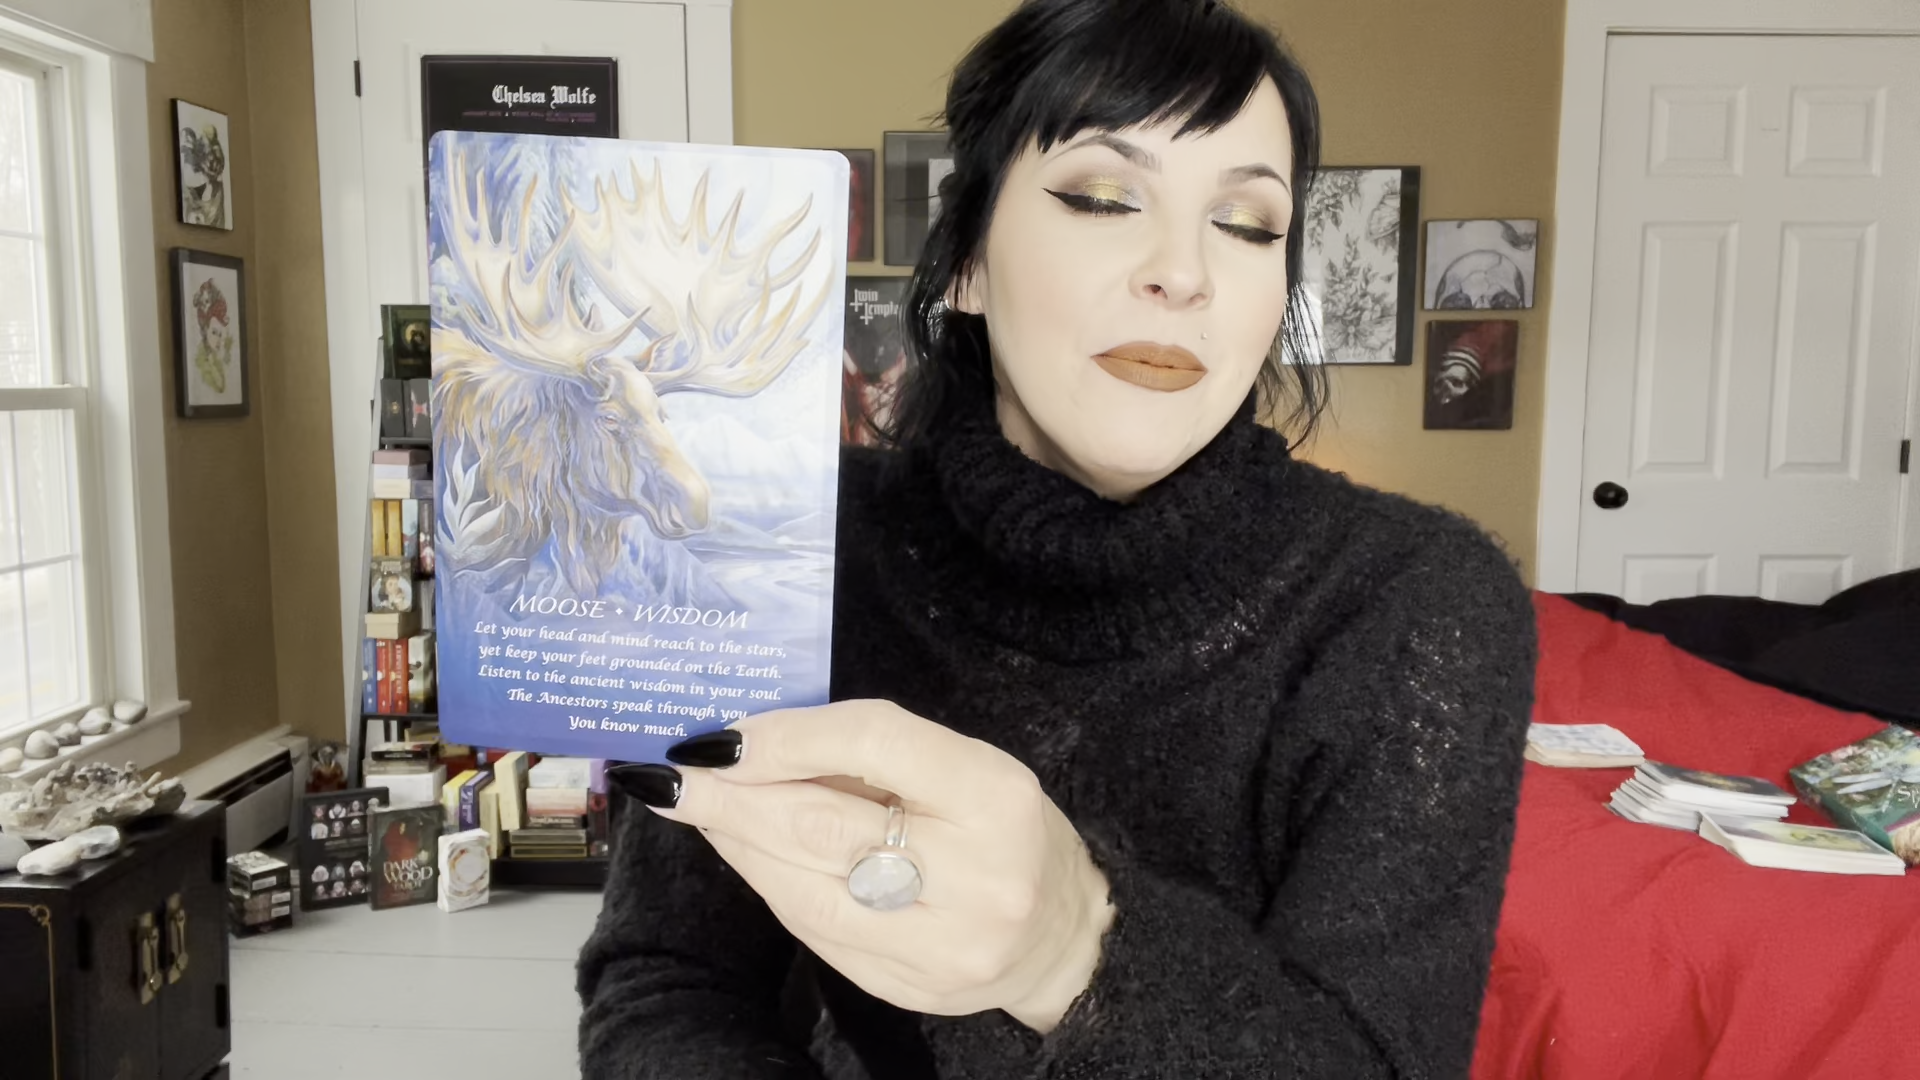 Chelsea Wolfe
twin
temple
MOOSE • WISDOM
Let your head and mind reach to the stars,
yet keep your feet grounded on the Earth.
Listen to the ancient wisdom in your soul.
The Ancestors speak through you.
You know much.
DARK
WOOD
TAROT